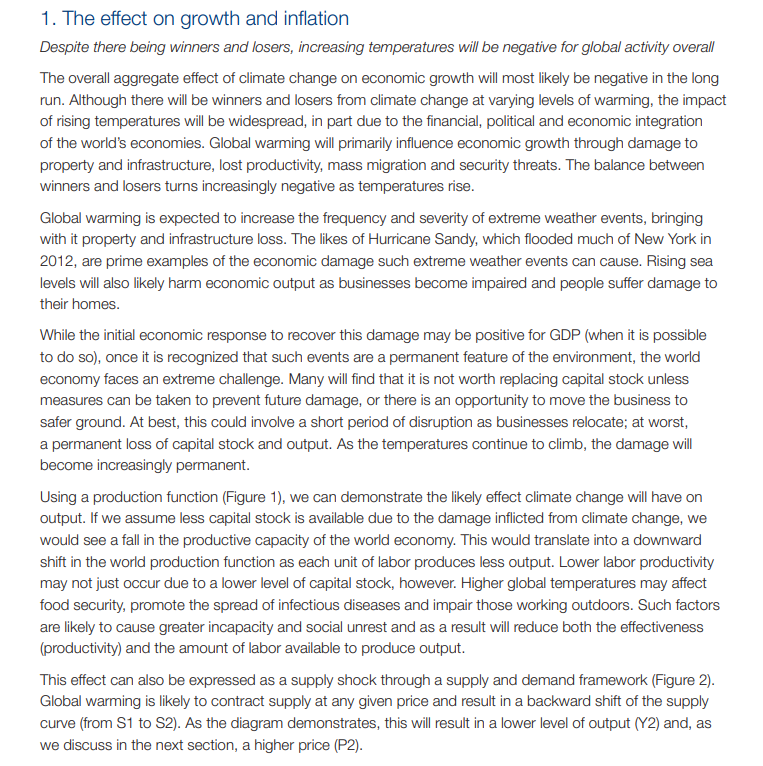 1. The effect on growth and inflation
Despite there being winners and losers, increasing temperatures will be negative for global activity overall
The overall aggregate effect of climate change on economic growth will most likely be negative in the long
run. Although there will be winners and losers from climate change at varying levels of warming, the impact
of rising temperatures will be widespread, in part due to the financial, political and economic integration
of the world’s economies. Global warming will primarily influence economic growth through damage to
property and infrastructure, lost productivity, mass migration and security threats. The balance between
winners and losers turns increasingly negative as temperatures rise.
Global warming is expected to increase the frequency and severity of extreme weather events, bringing
with it property and infrastructure loss. The likes of Hurricane Sandy, which flooded much of New York in
2012, are prime examples of the economic damage such extreme weather events can cause. Rising sea
levels will also likely harm economic output as businesses become impaired and people suffer damage to
their homes.
While the initial economic response to recover this damage may be positive for GDP (when it is possible
to do so), once it is recognized that such events are a permanent feature of the environment, the world
economy faces an extreme challenge. Many will find that it is not worth replacing capital stock unless
measures can be taken to prevent future damage, or there is an opportunity to move the business to
safer ground. At best, this could involve a short period of disruption as businesses relocate; at worst,
a permanent loss of capital stock and output. As the temperatures continue to climb, the damage will
become increasingly permanent.
Using a production function (Figure 1), we can demonstrate the likely effect climate change will have on
output. If we assume less capital stock is available due to the damage inflicted from climate change, we
would see a fall in the productive capacity of the world economy. This would translate into a downward
shift in the world production function as each unit of labor produces less output. Lower labor productivity
may not just occur due to a lower level of capital stock, however. Higher global temperatures may affect
food security, promote the spread of infectious diseases and impair those working outdoors. Such factors
are likely to cause greater incapacity and social unrest and as a result will reduce both the effectiveness
(productivity) and the amount of labor available to produce output.
This effect can also be expressed as a supply shock through a supply and demand framework (Figure 2).
Global warming is likely to contract supply at any given price and result in a backward shift of the supply
curve (from S1 to S2). As the diagram demonstrates, this will result in a lower level of output (Y2) and, as
we discuss in the next section, a higher price (P2).